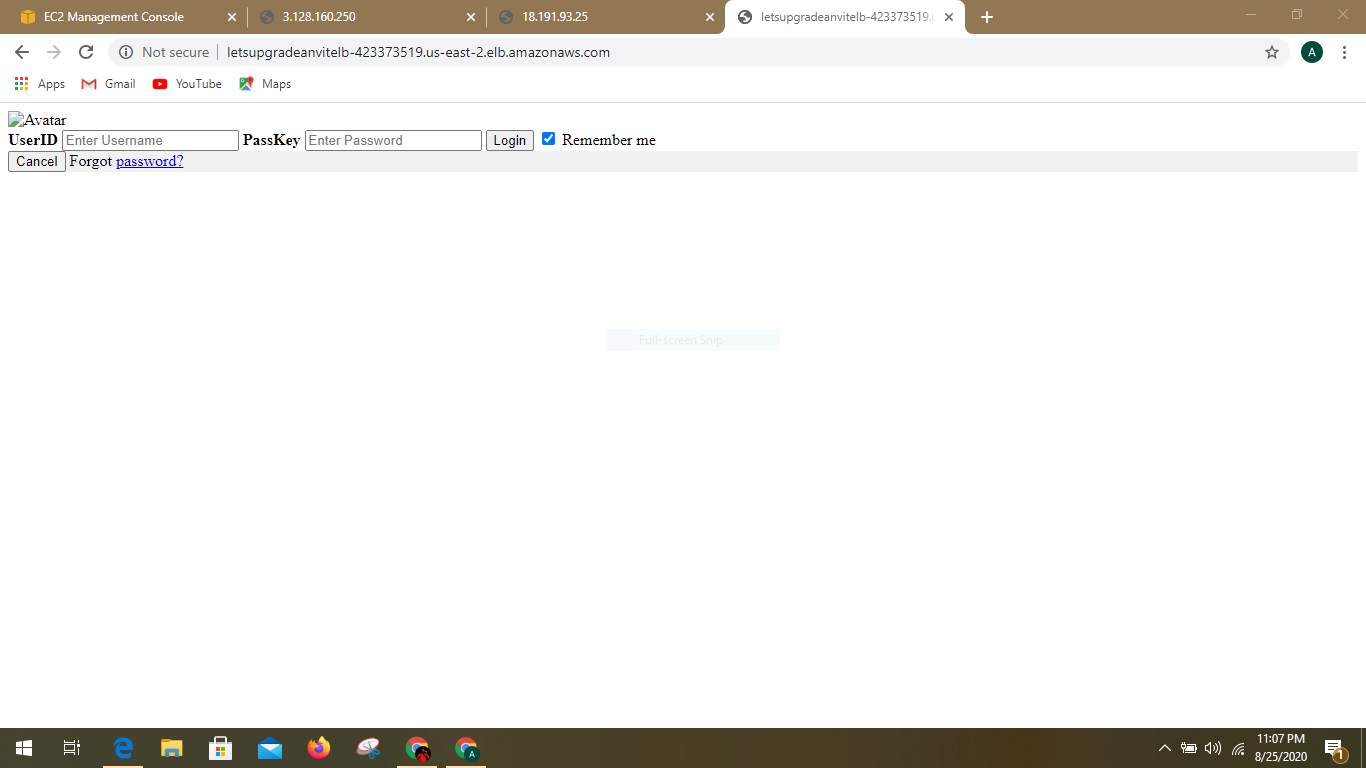 EC2 Management Console
3.128.160.250
18.191.93.25
letsupgradeanvitelb-423373519.u
Not secure
letsupgradeanvitelb-423373519.us-east-2.elb.amazonaws.com
A
Apps
Gmail
YouTube
Maps
Avatar
UserID Enter Username PassKey Enter Password Login Remember me
Cancel Forgot password?
Full-screen Snip
A
11:07 PM
8/25/2020
1